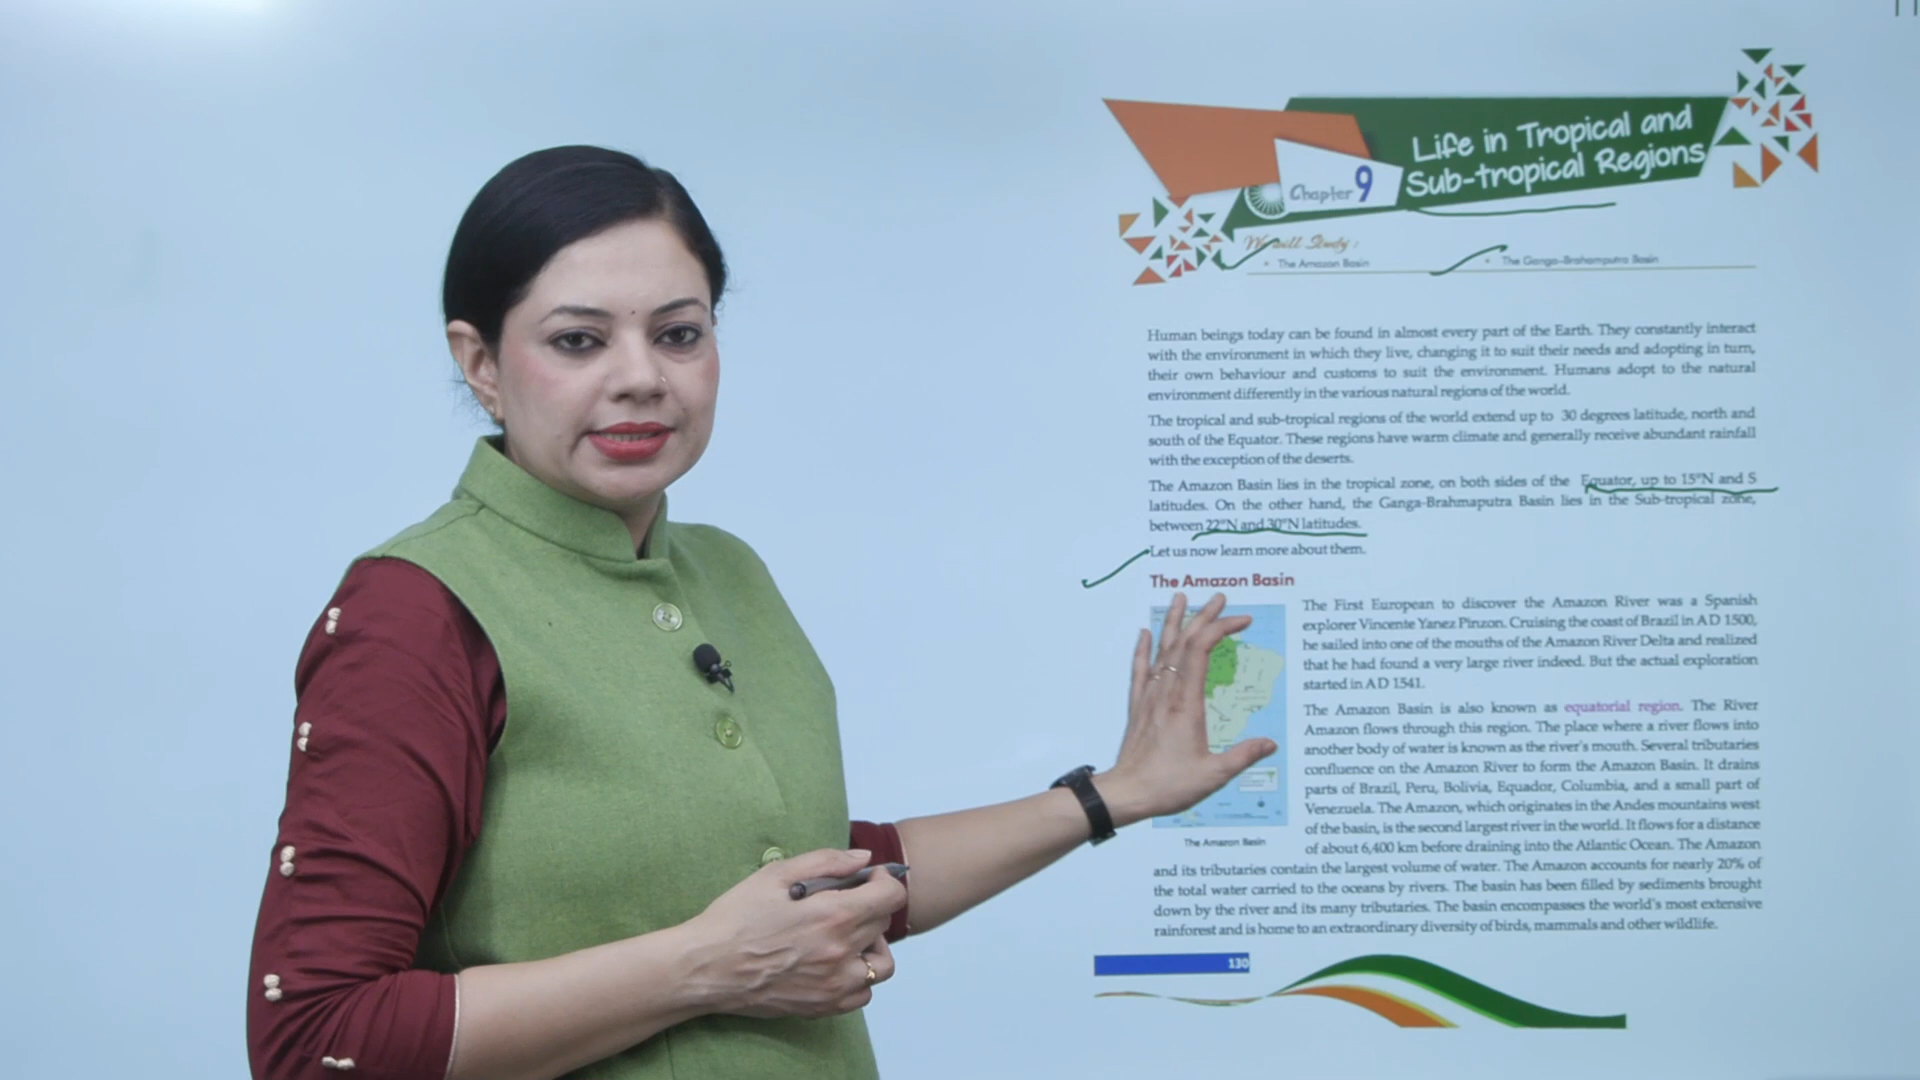 Life in Tropical and
Sub-tropical Regions
Chapter 9
We will Study :
• The Amazon Basin
• The Ganga-Brahamputra Basin
Human beings today can be found in almost every part of the Earth. They constantly interact
with the environment in which they live, changing it to suit their needs and adopting in turn,
their own behaviour and customs to suit the environment. Humans adopt to the natural
environment differently in the various natural regions of the world.
The tropical and sub-tropical regions of the world extend up to 30 degrees latitude, north and
south of the Equator. These regions have warm climate and generally receive abundant rainfall
with the exception of the deserts.
The Amazon Basin lies in the tropical zone, on both sides of the Equator, up to 15°N and S
latitudes. On the other hand, the Ganga-Brahmaputra Basin lies in the Sub-tropical zone,
between 22°N and 30°N latitudes.
Let us now learn more about them.
The Amazon Basin
The First European to discover the Amazon River was a Spanish
explorer Vincente Yanez Pinzon. Cruising the coast of Brazil in AD 1500,
he sailed into one of the mouths of the Amazon River Delta and realized
that he had found a very large river indeed. But the actual exploration
started in AD 1541.
The Amazon Basin is also known as equatorial region. The River
Amazon flows through this region. The place where a river flows into
another body of water is known as the river's mouth. Several tributaries
confluence on the Amazon River to form the Amazon Basin. It drains
parts of Brazil, Peru, Bolivia, Equador, Columbia, and a small part of
Venezuela. The Amazon, which originates in the Andes mountains west
of the basin, is the second largest river in the world. It flows for a distance
of about 6,400 km before draining into the Atlantic Ocean. The Amazon
The Amazon Basin
and its tributaries contain the largest volume of water. The Amazon accounts for nearly 20% of
the total water carried to the oceans by rivers. The basin has been filled by sediments brought
down by the river and its many tributaries. The basin encompasses the world's most extensive
rainforest and is home to an extraordinary diversity of birds, mammals and other wildlife.
130